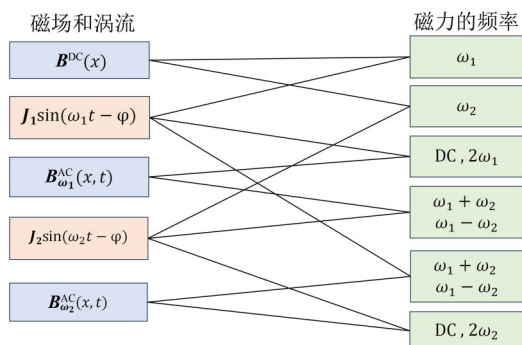 磁场和涡流
磁力的频率
B^DC(x)
J₁sin(ω₁t − φ)
B^AC_ω₁(x, t)
J₂sin(ω₂t − φ)
B^AC_ω₂(x, t)
ω₁
ω₂
DC , 2ω₁
ω₁ + ω₂
ω₁ − ω₂
ω₁ + ω₂
ω₁ − ω₂
DC , 2ω₂